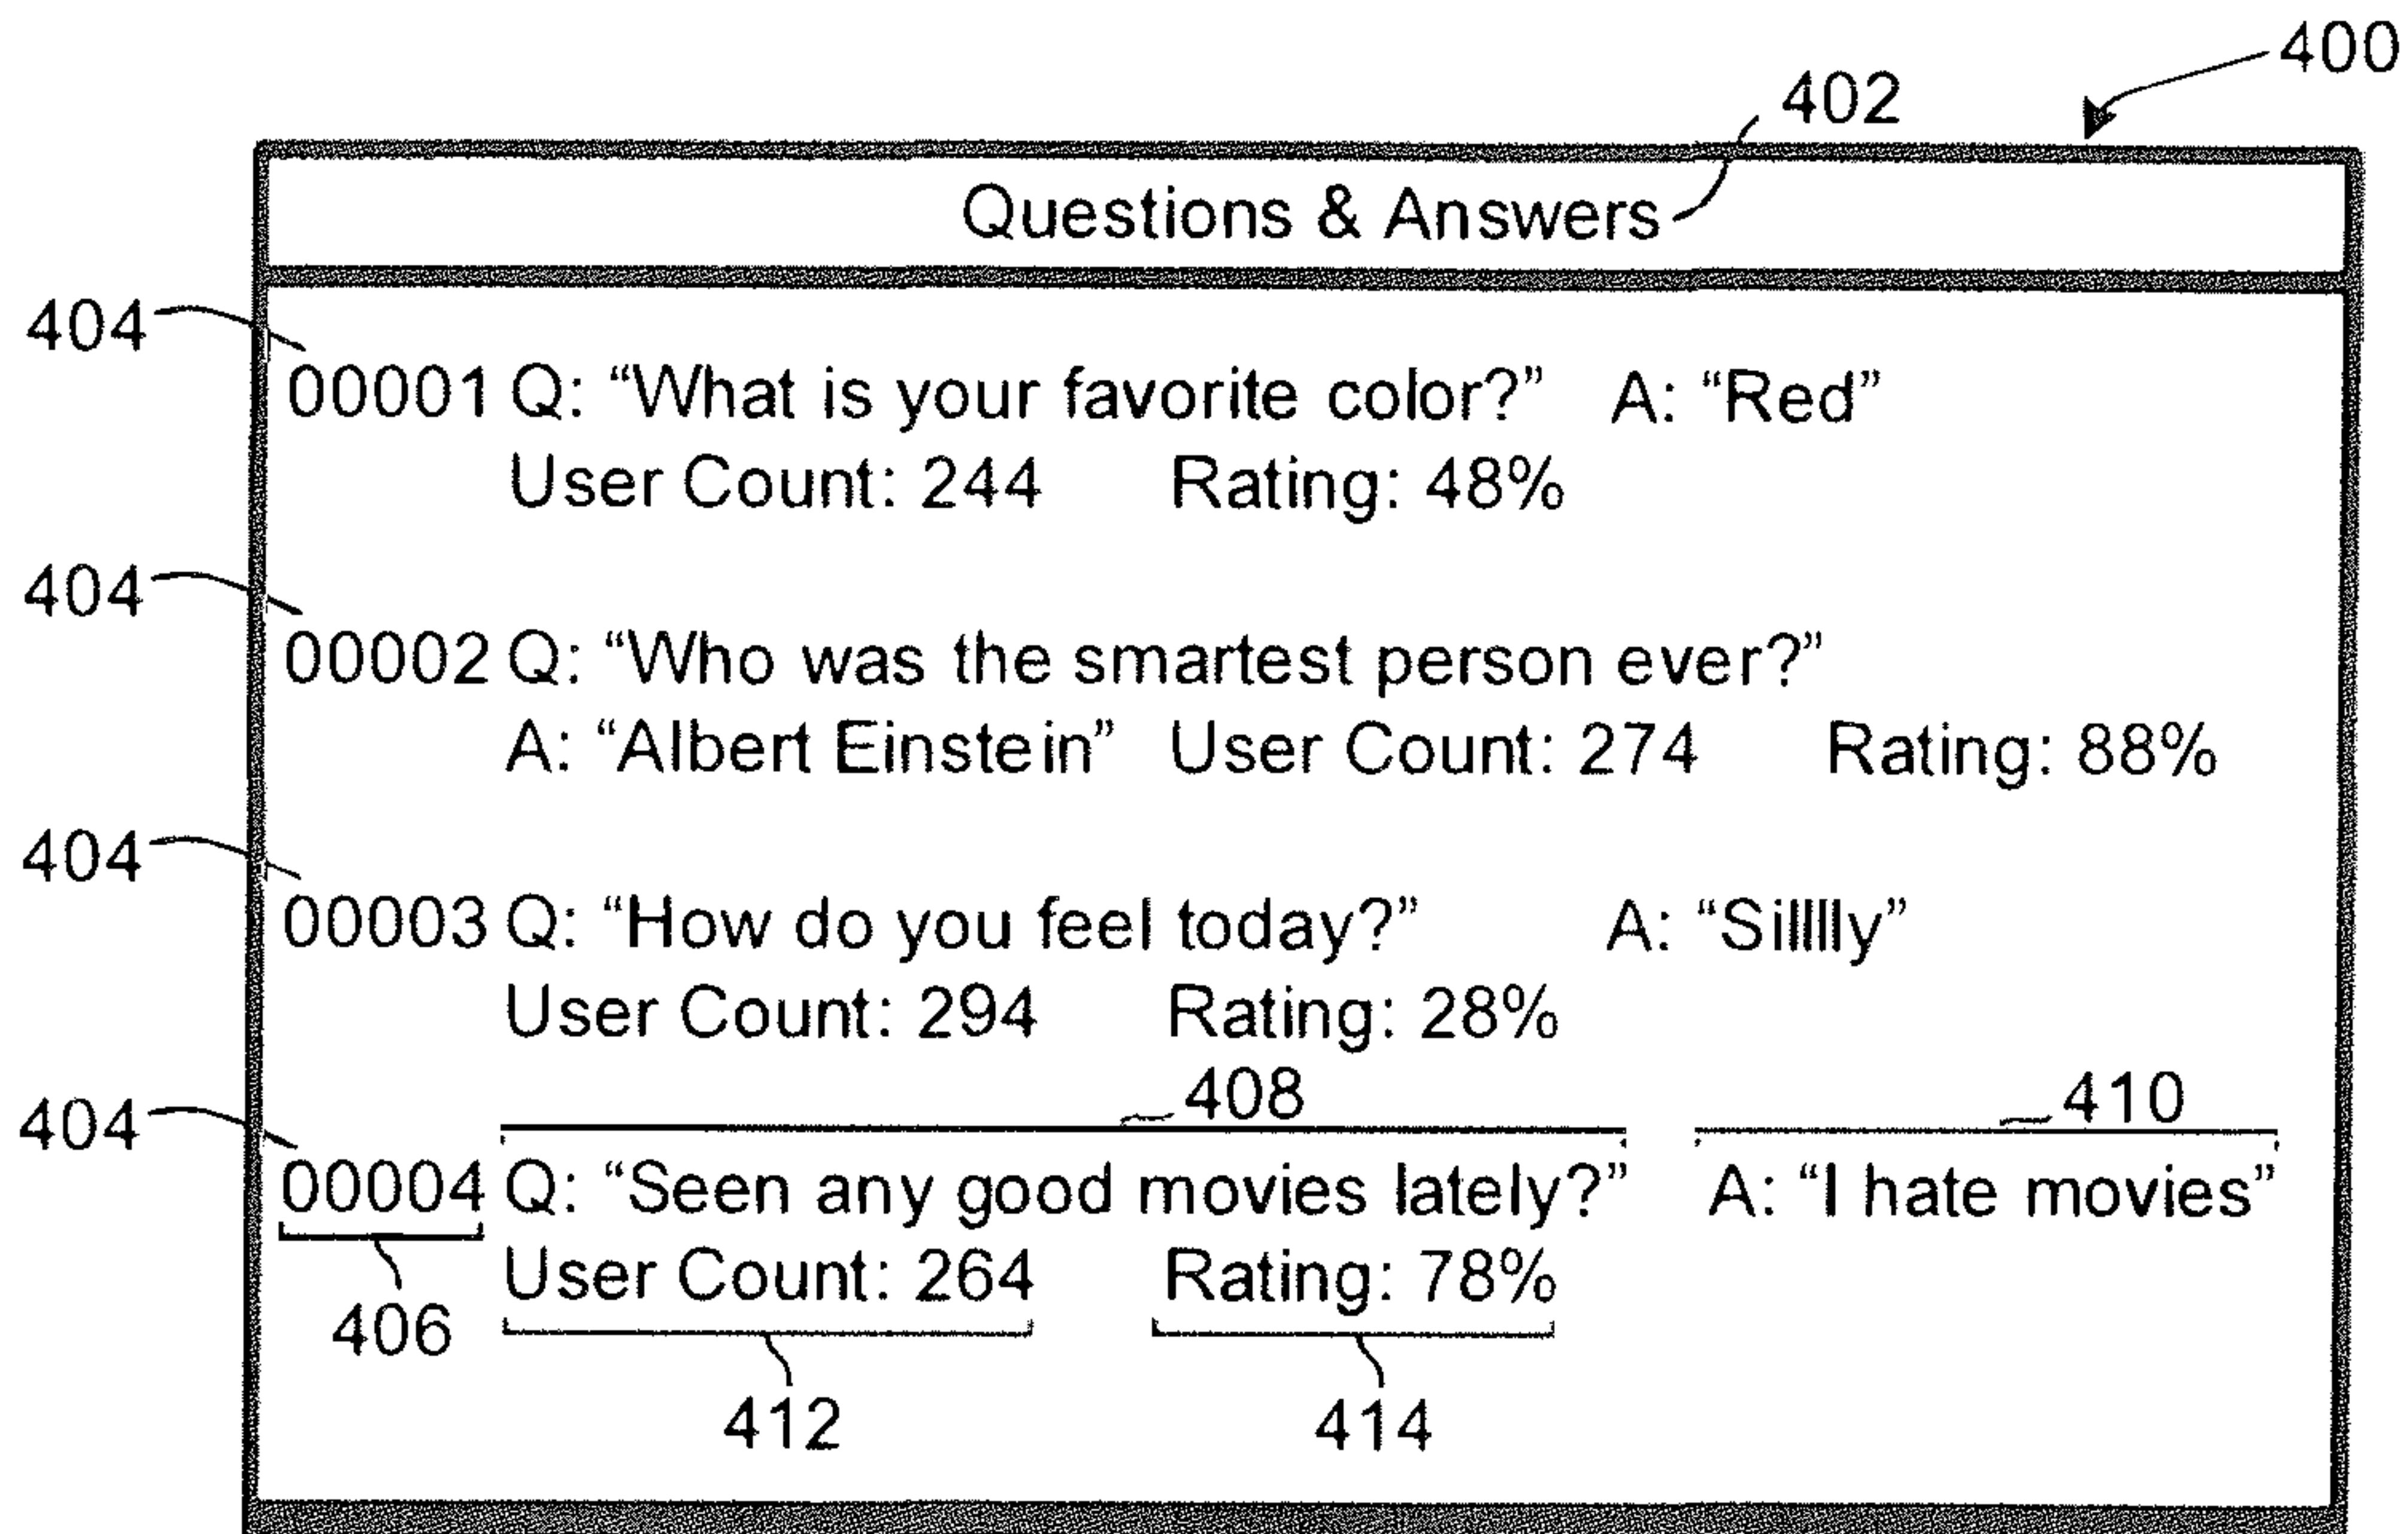 400
402
Questions & Answers
404
00001 Q: “What is your favorite color?” A: “Red”
User Count: 244 Rating: 48%
404
00002 Q: “Who was the smartest person ever?”
A: “Albert Einstein” User Count: 274 Rating: 88%
404
00003 Q: “How do you feel today?” A: “Silllly”
User Count: 294 Rating: 28%
408 410
404
00004 Q: “Seen any good movies lately?” A: “I hate movies”
User Count: 264 Rating: 78%
406
412 414